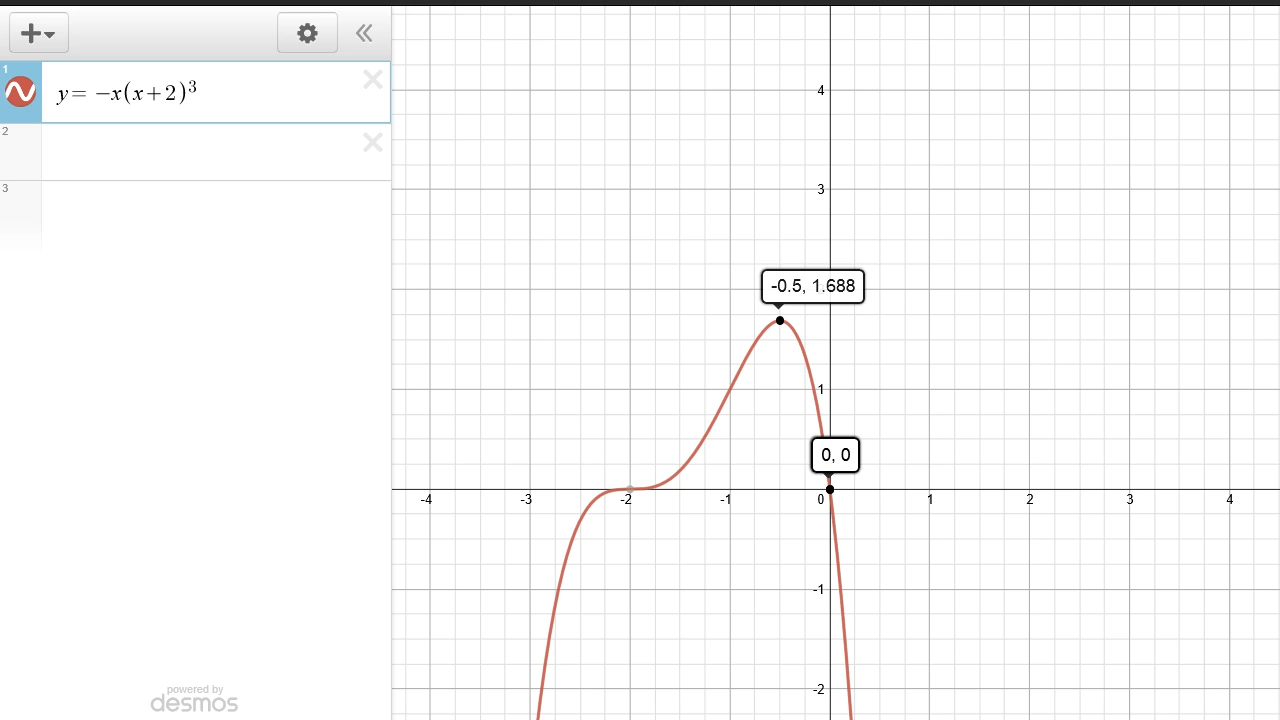 1
y = −x(x+2)³
2
3
powered by
desmos
4
3
-0.5, 1.688
1
0, 0
-4 -3 -2 -1 0 1 2 3 4
-1
-2